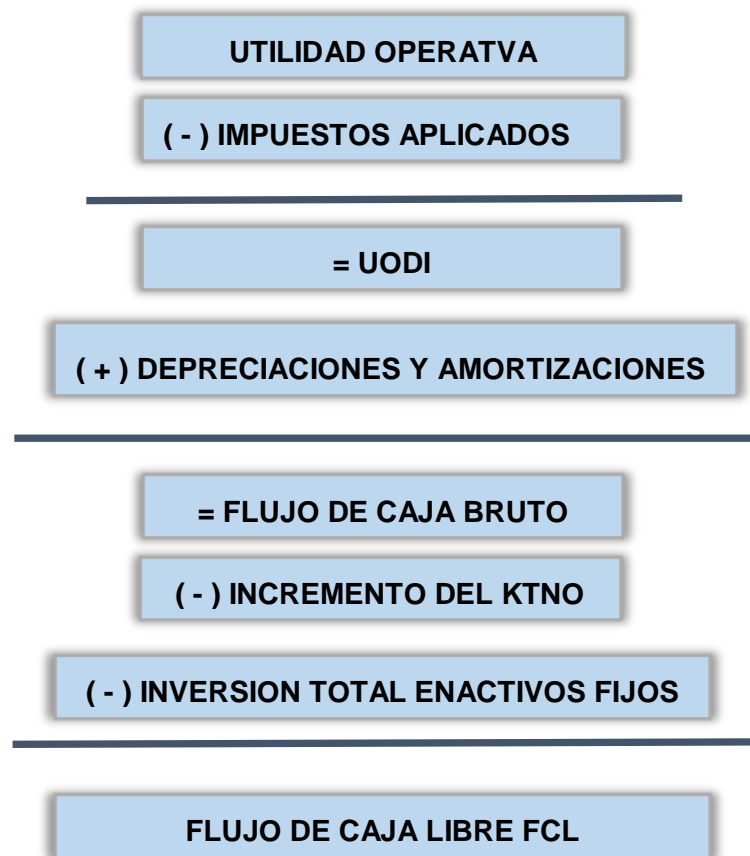 UTILIDAD OPERATVA
( - ) IMPUESTOS APLICADOS
= UODI
( + ) DEPRECIACIONES Y AMORTIZACIONES
= FLUJO DE CAJA BRUTO
( - ) INCREMENTO DEL KTNO
( - ) INVERSION TOTAL ENACTIVOS FIJOS
FLUJO DE CAJA LIBRE FCL